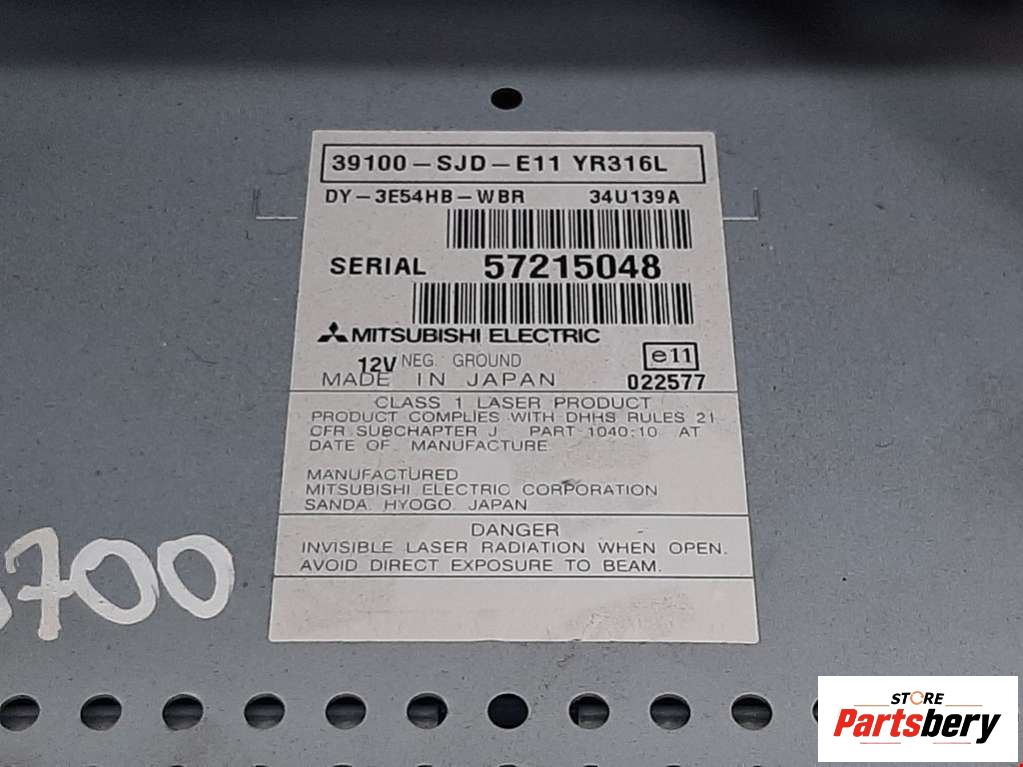 39100-SJD-E11 YR316L
DY-3E54HB-WBR 34U139A
SERIAL 57215048
MITSUBISHI ELECTRIC
12V NEG. GROUND e11
MADE IN JAPAN 022577
CLASS 1 LASER PRODUCT
PRODUCT COMPLIES WITH DHHS RULES 21
CFR SUBCHAPTER J PART 1040:10 AT
DATE OF MANUFACTURE.
MANUFACTURED
MITSUBISHI ELECTRIC CORPORATION
SANDA, HYOGO, JAPAN
DANGER
INVISIBLE LASER RADIATION WHEN OPEN.
AVOID DIRECT EXPOSURE TO BEAM.
700
STORE
Partsbery